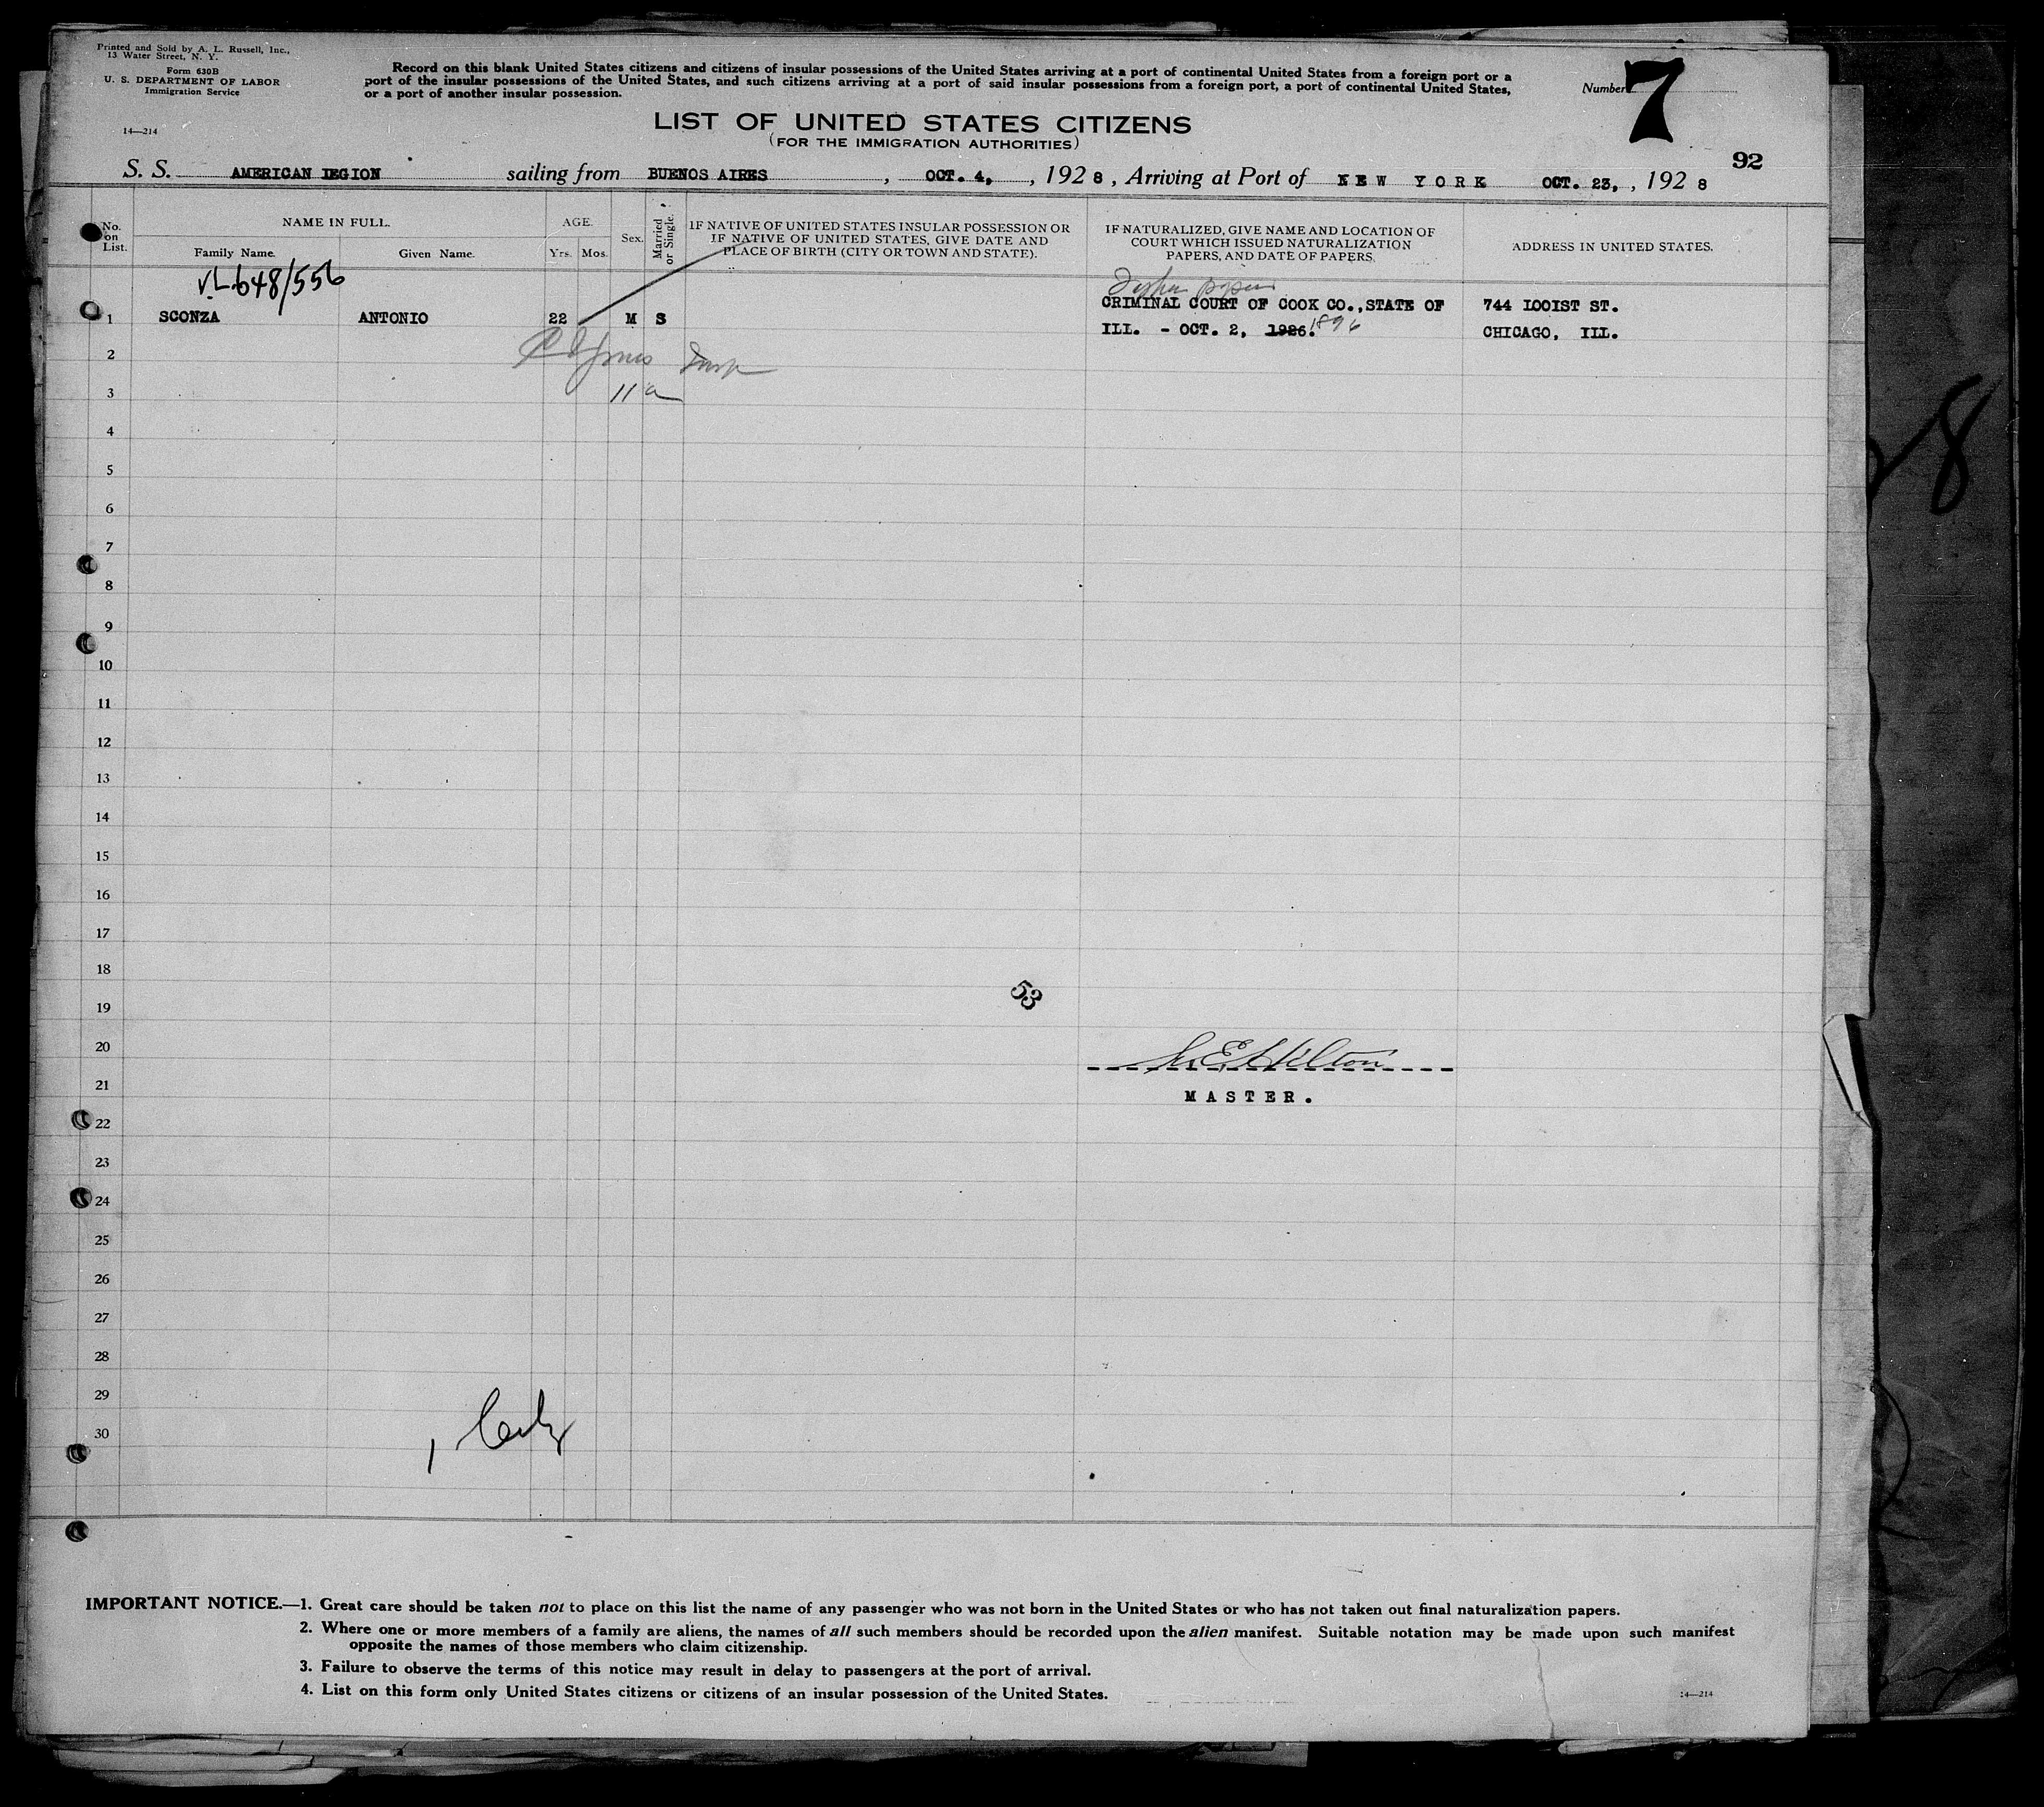 Printed and Sold by A. L. Russell, Inc.,
13 Water Street, N. Y.
Form 630B
U. S. DEPARTMENT OF LABOR
Immigration Service
14—214
Record on this blank United States citizens and citizens of insular possessions of the United States arriving at a port of continental United States from a foreign port or a
port of the insular possessions of the United States, and such citizens arriving at a port of said insular possessions from a foreign port, a port of continental United States,
or a port of another insular possession.
Number 7
LIST OF UNITED STATES CITIZENS
(FOR THE IMMIGRATION AUTHORITIES)
92
S. S. AMERICAN LEGION sailing from BUENOS AIRES, OCT. 4, , 1928, Arriving at Port of NEW YORK OCT. 23, , 1928
No. on List.
NAME IN FULL.
Family Name.
Given Name.
AGE.
Yrs. Mos.
Sex.
Married or Single.
IF NATIVE OF UNITED STATES INSULAR POSSESSION OR
IF NATIVE OF UNITED STATES, GIVE DATE AND
PLACE OF BIRTH (CITY OR TOWN AND STATE).
IF NATURALIZED, GIVE NAME AND LOCATION OF
COURT WHICH ISSUED NATURALIZATION
PAPERS, AND DATE OF PAPERS.
ADDRESS IN UNITED STATES.
VL648/556
papers
1 SCONZA ANTONIO 22 M S CRIMINAL COURT OF COOK CO.,STATE OF 744 LOOIST ST.
ILL. - OCT. 2, 1926. 1896 CHICAGO, ILL.
2 Jones Insp
3 11 a
4
5
6
7
8
9
10
11
12
13
14
15
16
17
18
19
53
20
E Hilton
21
MASTER.
22
23
24
25
26
27
28
29
30
1
IMPORTANT NOTICE.—1. Great care should be taken not to place on this list the name of any passenger who was not born in the United States or who has not taken out final naturalization papers.
2. Where one or more members of a family are aliens, the names of all such members should be recorded upon the alien manifest. Suitable notation may be made upon such manifest
opposite the names of those members who claim citizenship.
3. Failure to observe the terms of this notice may result in delay to passengers at the port of arrival.
4. List on this form only United States citizens or citizens of an insular possession of the United States.
14—214
8